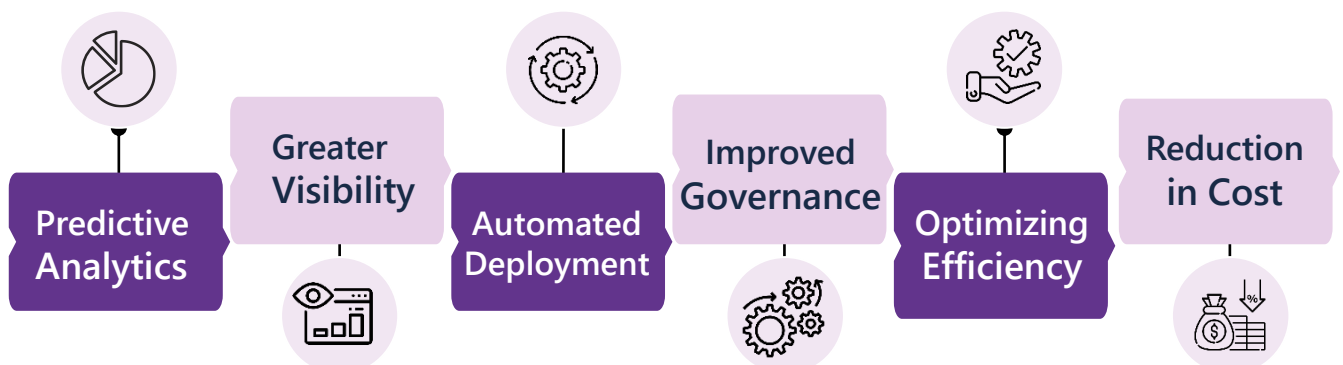 Predictive
Analytics
Greater
Visibility
Automated
Deployment
Improved
Governance
Optimizing
Efficiency
Reduction
in Cost
$
%